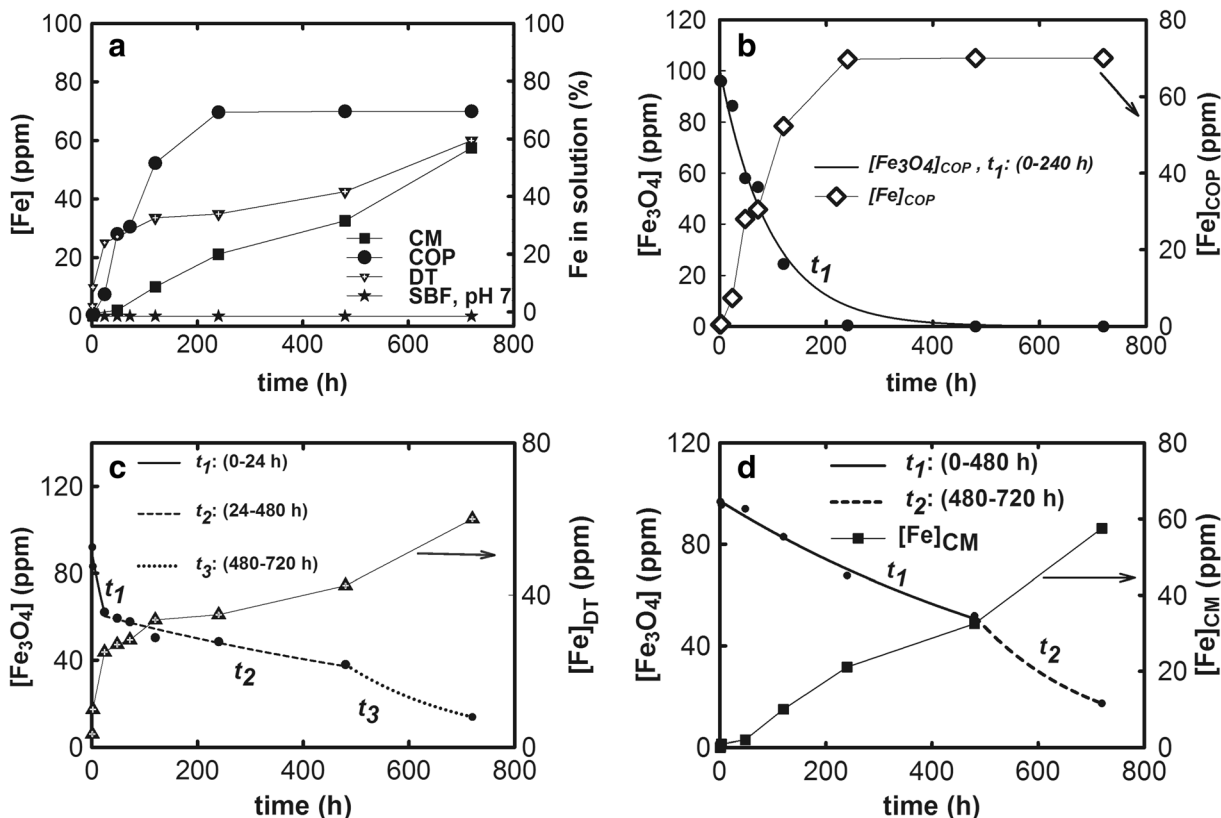 a
[Fe] (ppm)
100
80
60
40
20
0
0 200 400 600 800
time (h)
100
80
60
40
20
0
Fe in solution (%)
CM
COP
DT
SBF, pH 7
b
[Fe3O4] (ppm)
120
100
80
60
40
20
0
0 200 400 600 800
time (h)
80
60
40
20
0
[Fe]COP (ppm)
[Fe3O4]COP , t1: (0-240 h)
[Fe]COP
t1
c
[Fe3O4] (ppm)
120
80
40
0
0 200 400 600 800
time (h)
80
40
0
[Fe]DT (ppm)
t1: (0-24 h)
t2: (24-480 h)
t3: (480-720 h)
t1
t2
t3
d
[Fe3O4] (ppm)
120
100
80
60
40
20
0
0 200 400 600 800
time (h)
80
60
40
20
0
[Fe]CM (ppm)
t1: (0-480 h)
t2: (480-720 h)
[Fe]CM
t1
t2